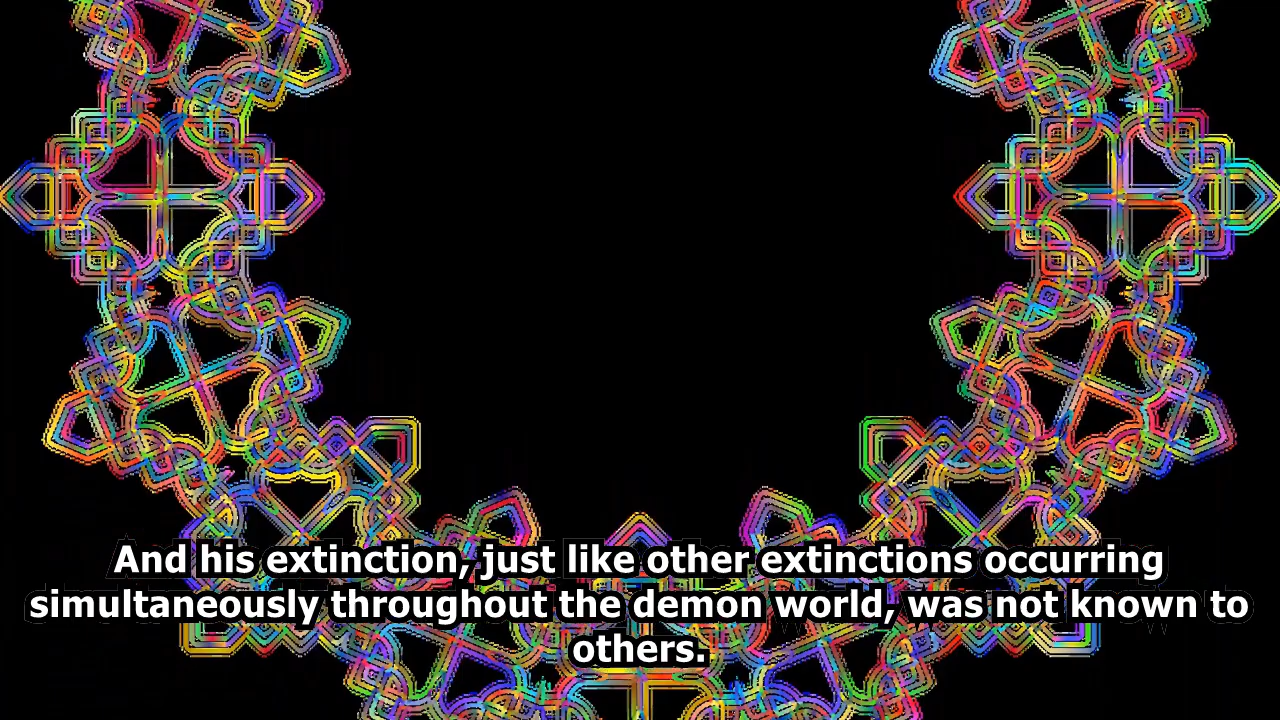 And his extinction, just like other extinctions occurring
simultaneously throughout the demon world, was not known to
others.